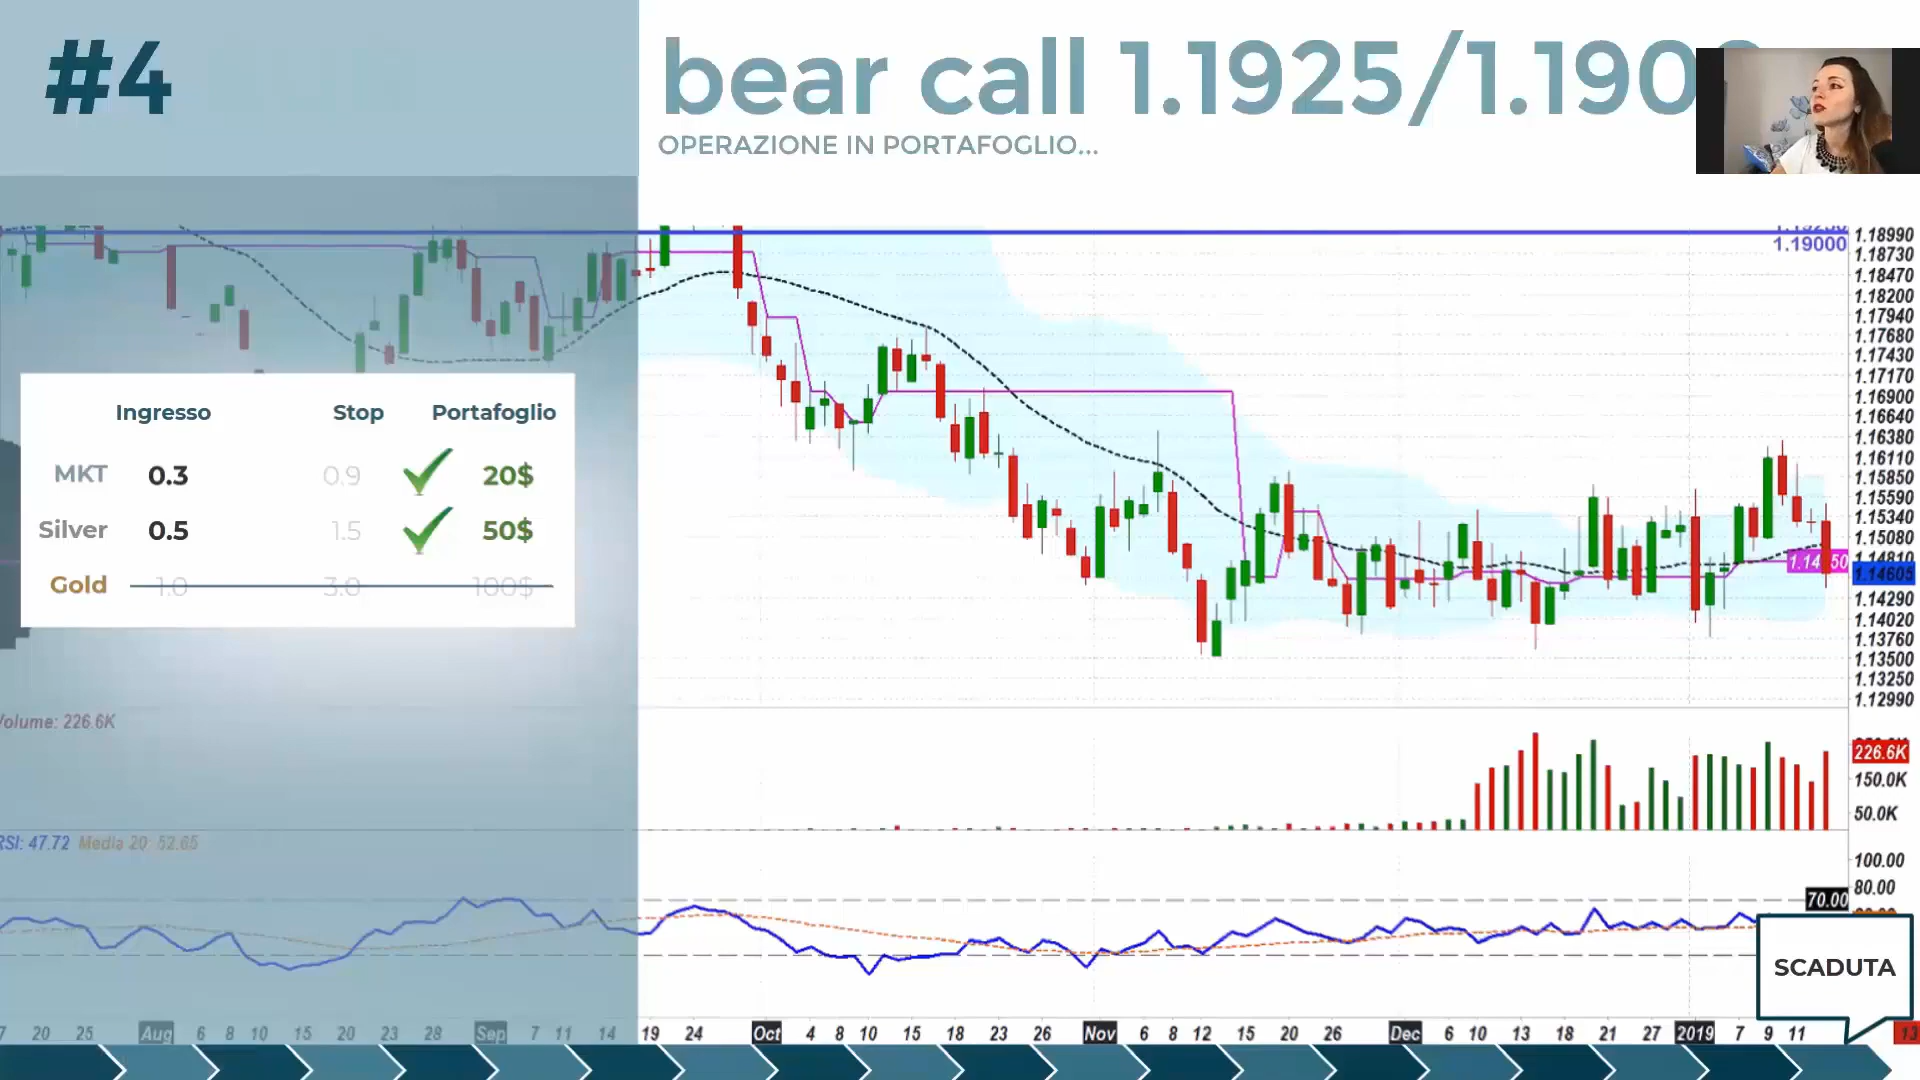 #4
bear call 1.1925/1.190
OPERAZIONE IN PORTAFOGLIO...
1.19000
1.18990
1.18730
1.18470
1.18200
1.17940
1.17680
1.17430
1.17170
1.16900
1.16640
1.16380
1.16110
1.15850
1.15590
1.15340
1.15080
1.14810
1.14605
1.14290
1.14020
1.13760
1.13500
1.13250
1.12990
Ingresso Stop Portafoglio
MKT 0.3 0.9 20$
Silver 0.5 1.5 50$
Gold 1.0 3.0 100$
Volume: 226.6K
226.6K
150.0K
50.0K
RSI: 47.72 Media 20: 52.65
100.00
80.00
70.00
SCADUTA
7 20 25 Aug 6 8 10 15 20 23 28 Sep 7 11 14 19 24 Oct 4 8 10 15 18 23 26 Nov 6 8 12 15 20 26 Dec 6 10 13 18 21 27 2019 7 9 11 13